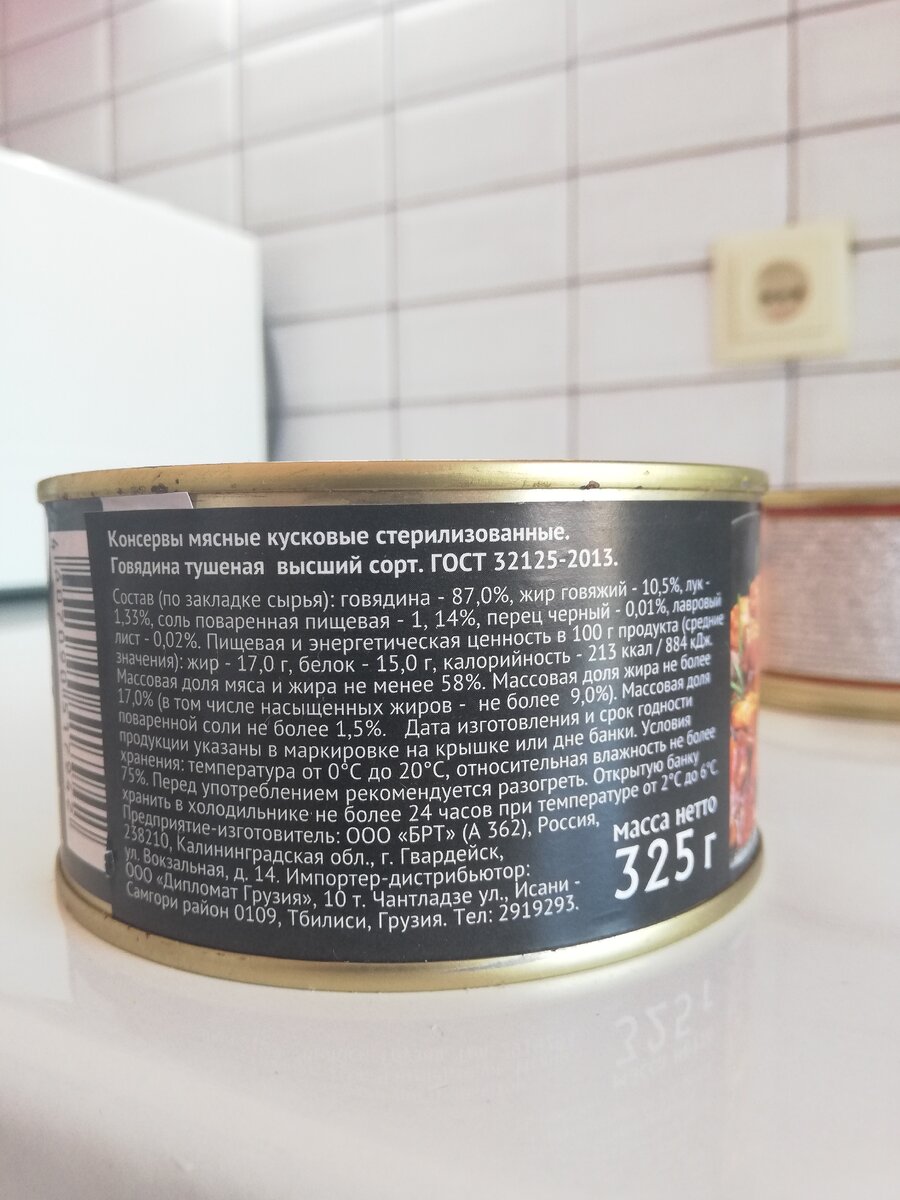 Консервы мясные кусковые стерилизованные.
Говядина тушеная высший сорт. ГОСТ 32125-2013.
Состав (по закладке сырья): говядина - 87,0%, жир говяжий - 10,5%, лук -
1,33%, соль поваренная пищевая - 1, 14%, перец черный - 0,01%, лавровый
лист - 0,02%. Пищевая и энергетическая ценность в 100 г продукта (средние
значения): жир - 17,0 г, белок - 15,0 г, калорийность - 213 ккал / 884 кДж.
Массовая доля мяса и жира не менее 58%. Массовая доля жира не более
17,0% (в том числе насыщенных жиров - не более 9,0%). Массовая доля
поваренной соли не более 1,5%. Дата изготовления и срок годности
продукции указаны в маркировке на крышке или дне банки. Условия
хранения: температура от 0°С до 20°С, относительная влажность не более
75%. Перед употреблением рекомендуется разогреть. Открытую банку
хранить в холодильнике не более 24 часов при температуре от 2°С до 6°С.
Предприятие-изготовитель: ООО «БРТ» (А 362), Россия,
238210, Калининградская обл., г. Гвардейск,
ул. Вокзальная, д. 14. Импортер-дистрибьютор:
ООО «Дипломат Грузия», 10 т. Чантладзе ул., Исани -
Самгори район 0109, Тбилиси, Грузия. Тел: 2919293.
масса нетто
325 г